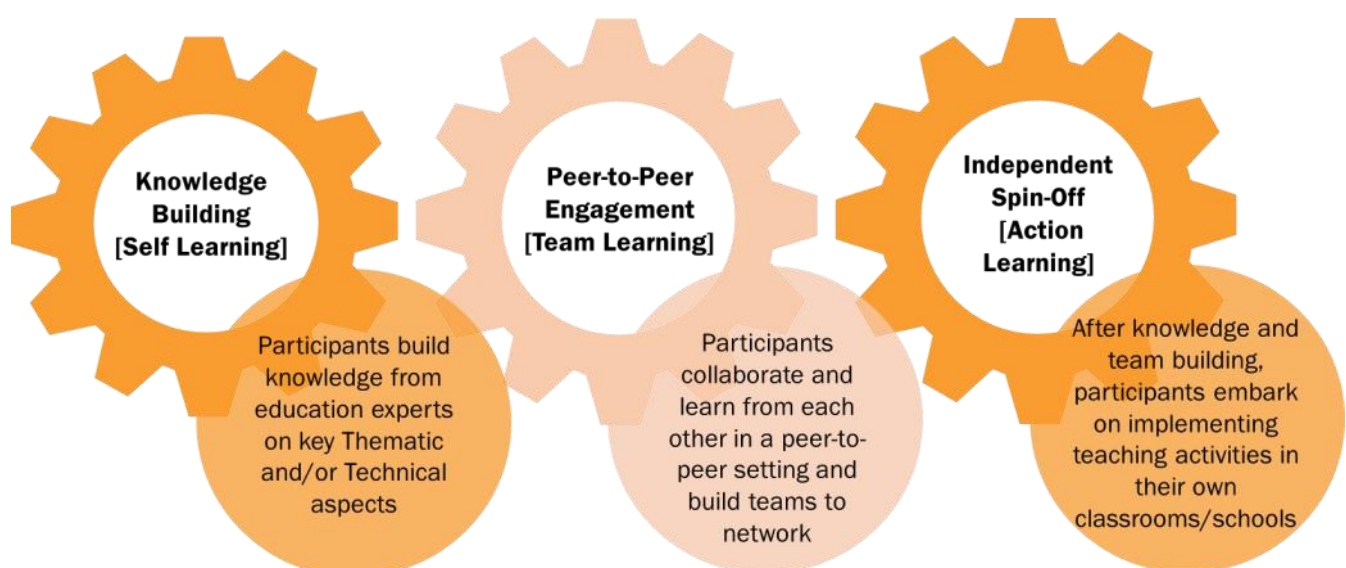 Knowledge
Building
[Self Learning]
Participants build
knowledge from
education experts
on key Thematic
and/or Technical
aspects
Peer-to-Peer
Engagement
[Team Learning]
Participants
collaborate and
learn from each
other in a peer-to-
peer setting and
build teams to
network
Independent
Spin-Off
[Action
Learning]
After knowledge and
team building,
participants embark
on implementing
teaching activities in
their own
classrooms/schools